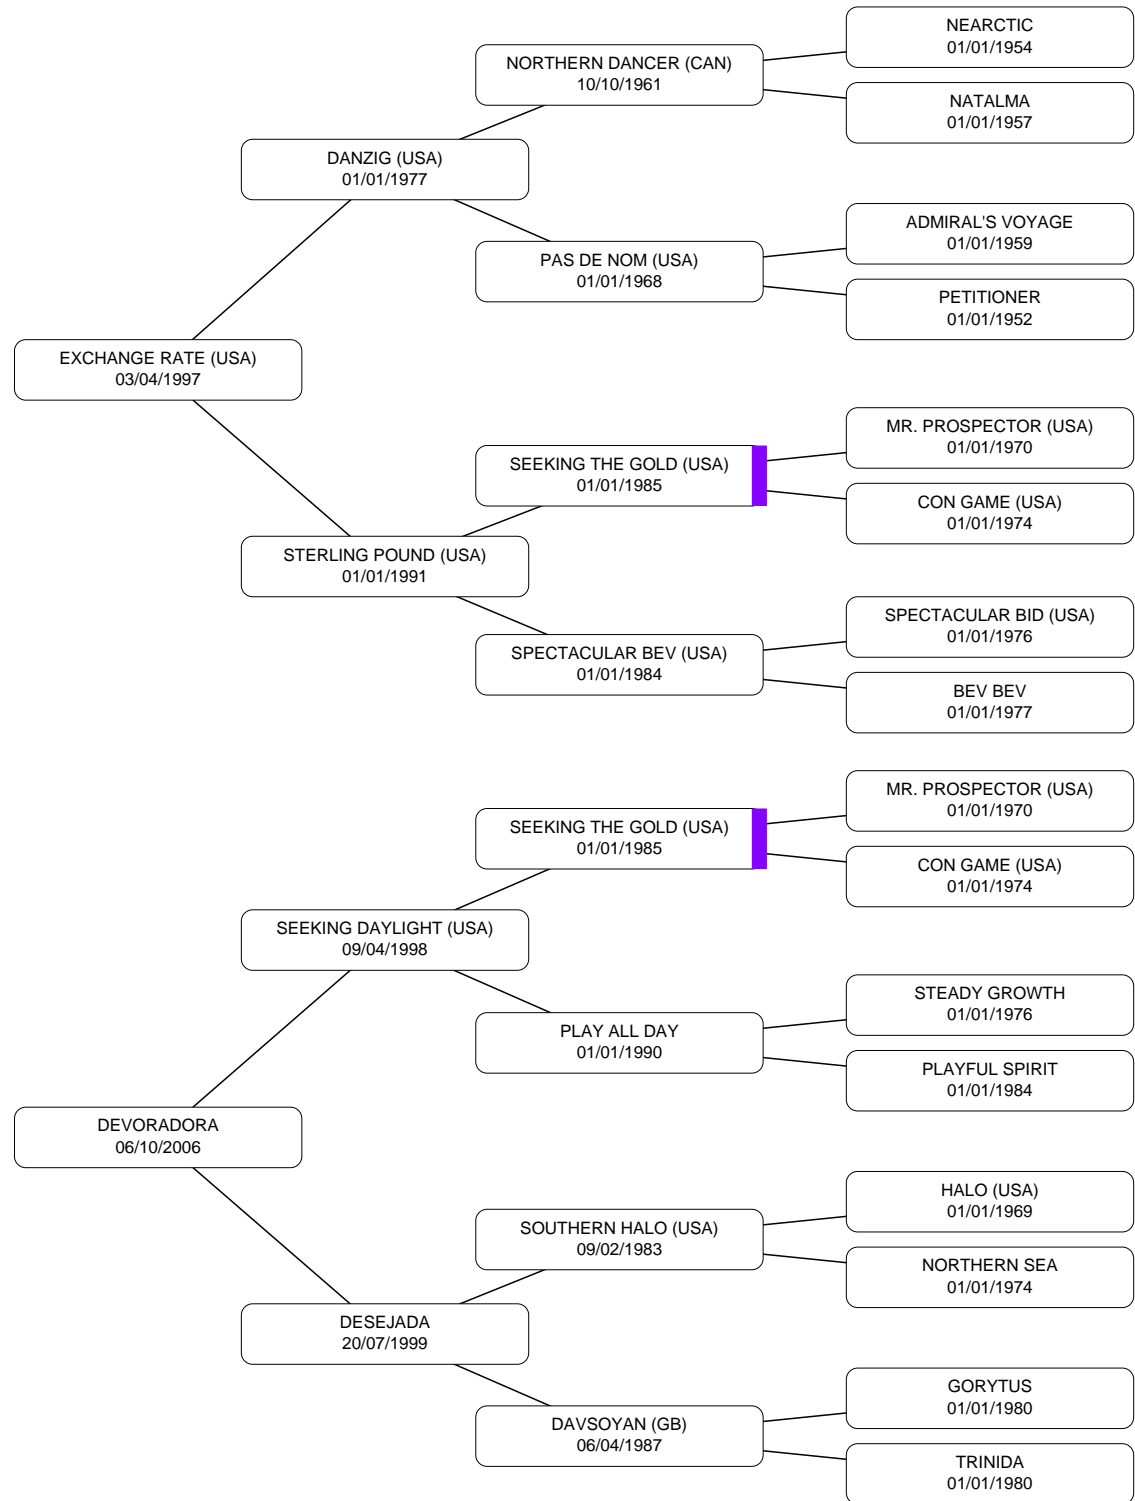 NEARCTIC
01/01/1954
NORTHERN DANCER (CAN)
10/10/1961
NATALMA
01/01/1957
DANZIG (USA)
01/01/1977
ADMIRAL'S VOYAGE
01/01/1959
PAS DE NOM (USA)
01/01/1968
PETITIONER
01/01/1952
EXCHANGE RATE (USA)
03/04/1997
MR. PROSPECTOR (USA)
01/01/1970
SEEKING THE GOLD (USA)
01/01/1985
CON GAME (USA)
01/01/1974
STERLING POUND (USA)
01/01/1991
SPECTACULAR BID (USA)
01/01/1976
SPECTACULAR BEV (USA)
01/01/1984
BEV BEV
01/01/1977
MR. PROSPECTOR (USA)
01/01/1970
SEEKING THE GOLD (USA)
01/01/1985
CON GAME (USA)
01/01/1974
SEEKING DAYLIGHT (USA)
09/04/1998
STEADY GROWTH
01/01/1976
PLAY ALL DAY
01/01/1990
PLAYFUL SPIRIT
01/01/1984
DEVORADORA
06/10/2006
HALO (USA)
01/01/1969
SOUTHERN HALO (USA)
09/02/1983
NORTHERN SEA
01/01/1974
DESEJADA
20/07/1999
GORYTUS
01/01/1980
DAVSOYAN (GB)
06/04/1987
TRINIDA
01/01/1980